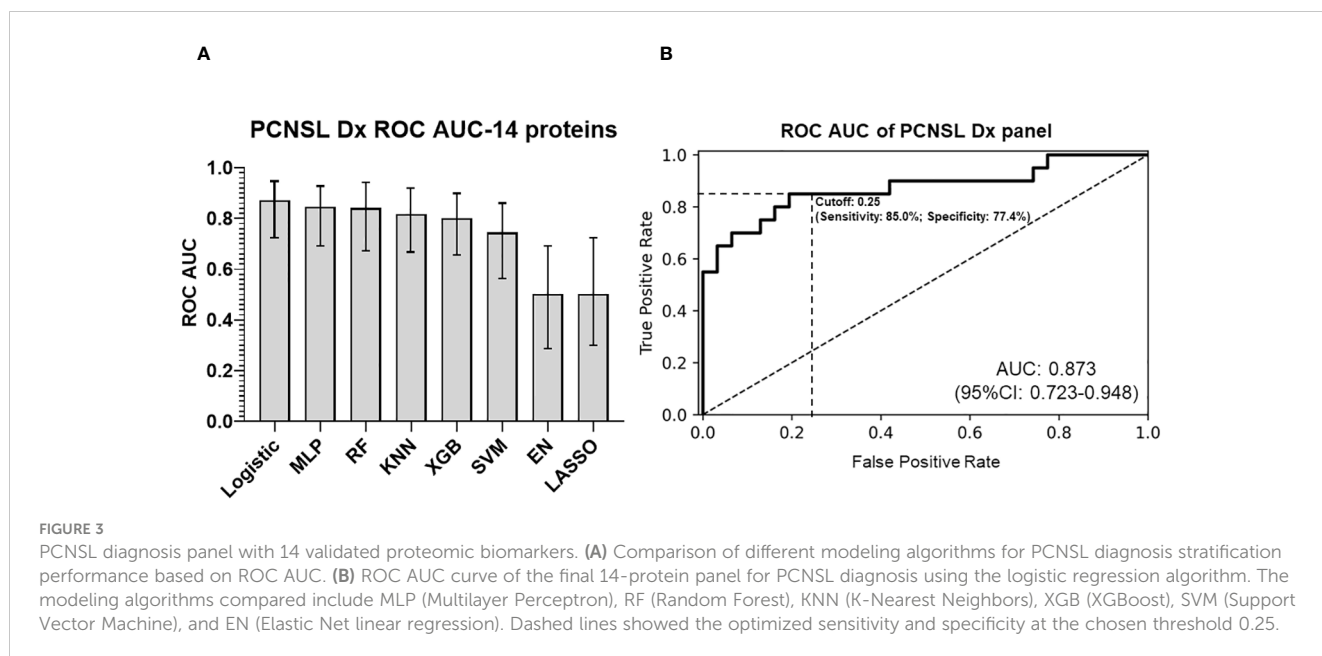 A
B
PCNSL Dx ROC AUC-14 proteins
ROC AUC
1.0
0.8
0.6
0.4
0.2
0.0
Logistic
MLP
RF
KNN
XGB
SVM
EN
LASSO
ROC AUC of PCNSL Dx panel
True Positive Rate
1.0
0.8
0.6
0.4
0.2
0.0
Cutoff: 0.25
(Sensitivity: 85.0%; Specificity: 77.4%)
AUC: 0.873
(95%CI: 0.723-0.948)
0.0 0.2 0.4 0.6 0.8 1.0
False Positive Rate
FIGURE 3
PCNSL diagnosis panel with 14 validated proteomic biomarkers. (A) Comparison of different modeling algorithms for PCNSL diagnosis stratification
performance based on ROC AUC. (B) ROC AUC curve of the final 14-protein panel for PCNSL diagnosis using the logistic regression algorithm. The
modeling algorithms compared include MLP (Multilayer Perceptron), RF (Random Forest), KNN (K-Nearest Neighbors), XGB (XGBoost), SVM (Support
Vector Machine), and EN (Elastic Net linear regression). Dashed lines showed the optimized sensitivity and specificity at the chosen threshold 0.25.